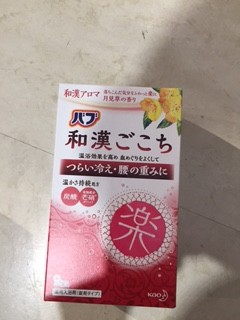 和漢アロマ
月見草の香り
バブ
和漢ごこち
温浴効果を高め 血めぐりをよくして
つらい冷え・腰の重みに
温かさ持続処方
炭酸
楽
KAO